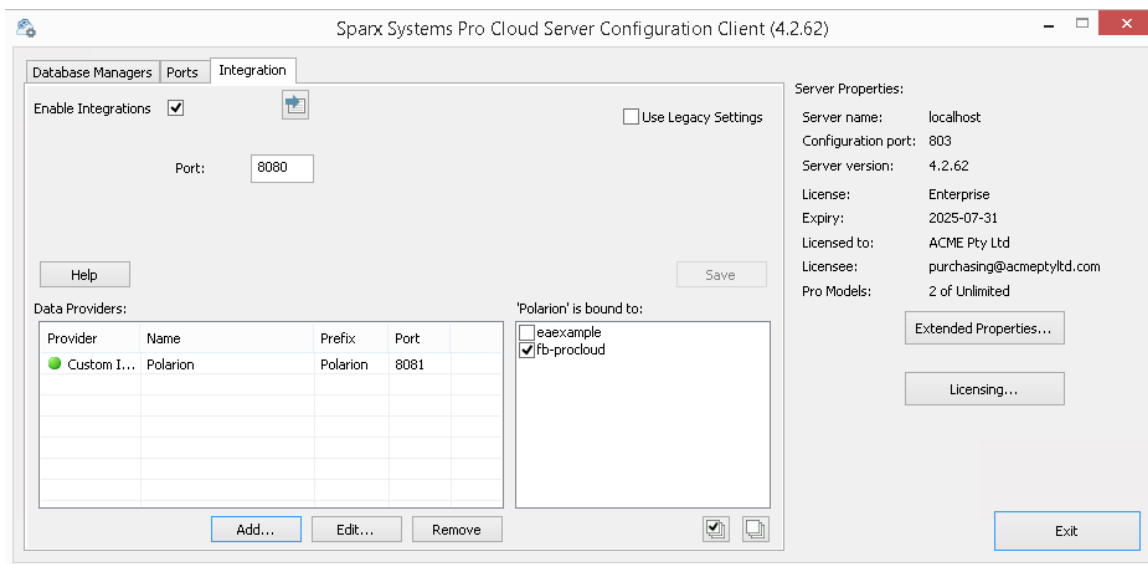 Sparx Systems Pro Cloud Server Configuration Client (4.2.62)
Database Managers Ports Integration
Enable Integrations
Use Legacy Settings
Port: 8080
Help
Save
Data Providers:
Provider Name Prefix Port
Custom I... Polarion Polarion 8081
Add...
Edit...
Remove
'Polarion' is bound to:
eaexample
fb-procloud
Server Properties:
Server name: localhost
Configuration port: 803
Server version: 4.2.62
License: Enterprise
Expiry: 2025-07-31
Licensed to: ACME Pty Ltd
Licensee: purchasing@acmeptyltd.com
Pro Models: 2 of Unlimited
Extended Properties...
Licensing...
Exit